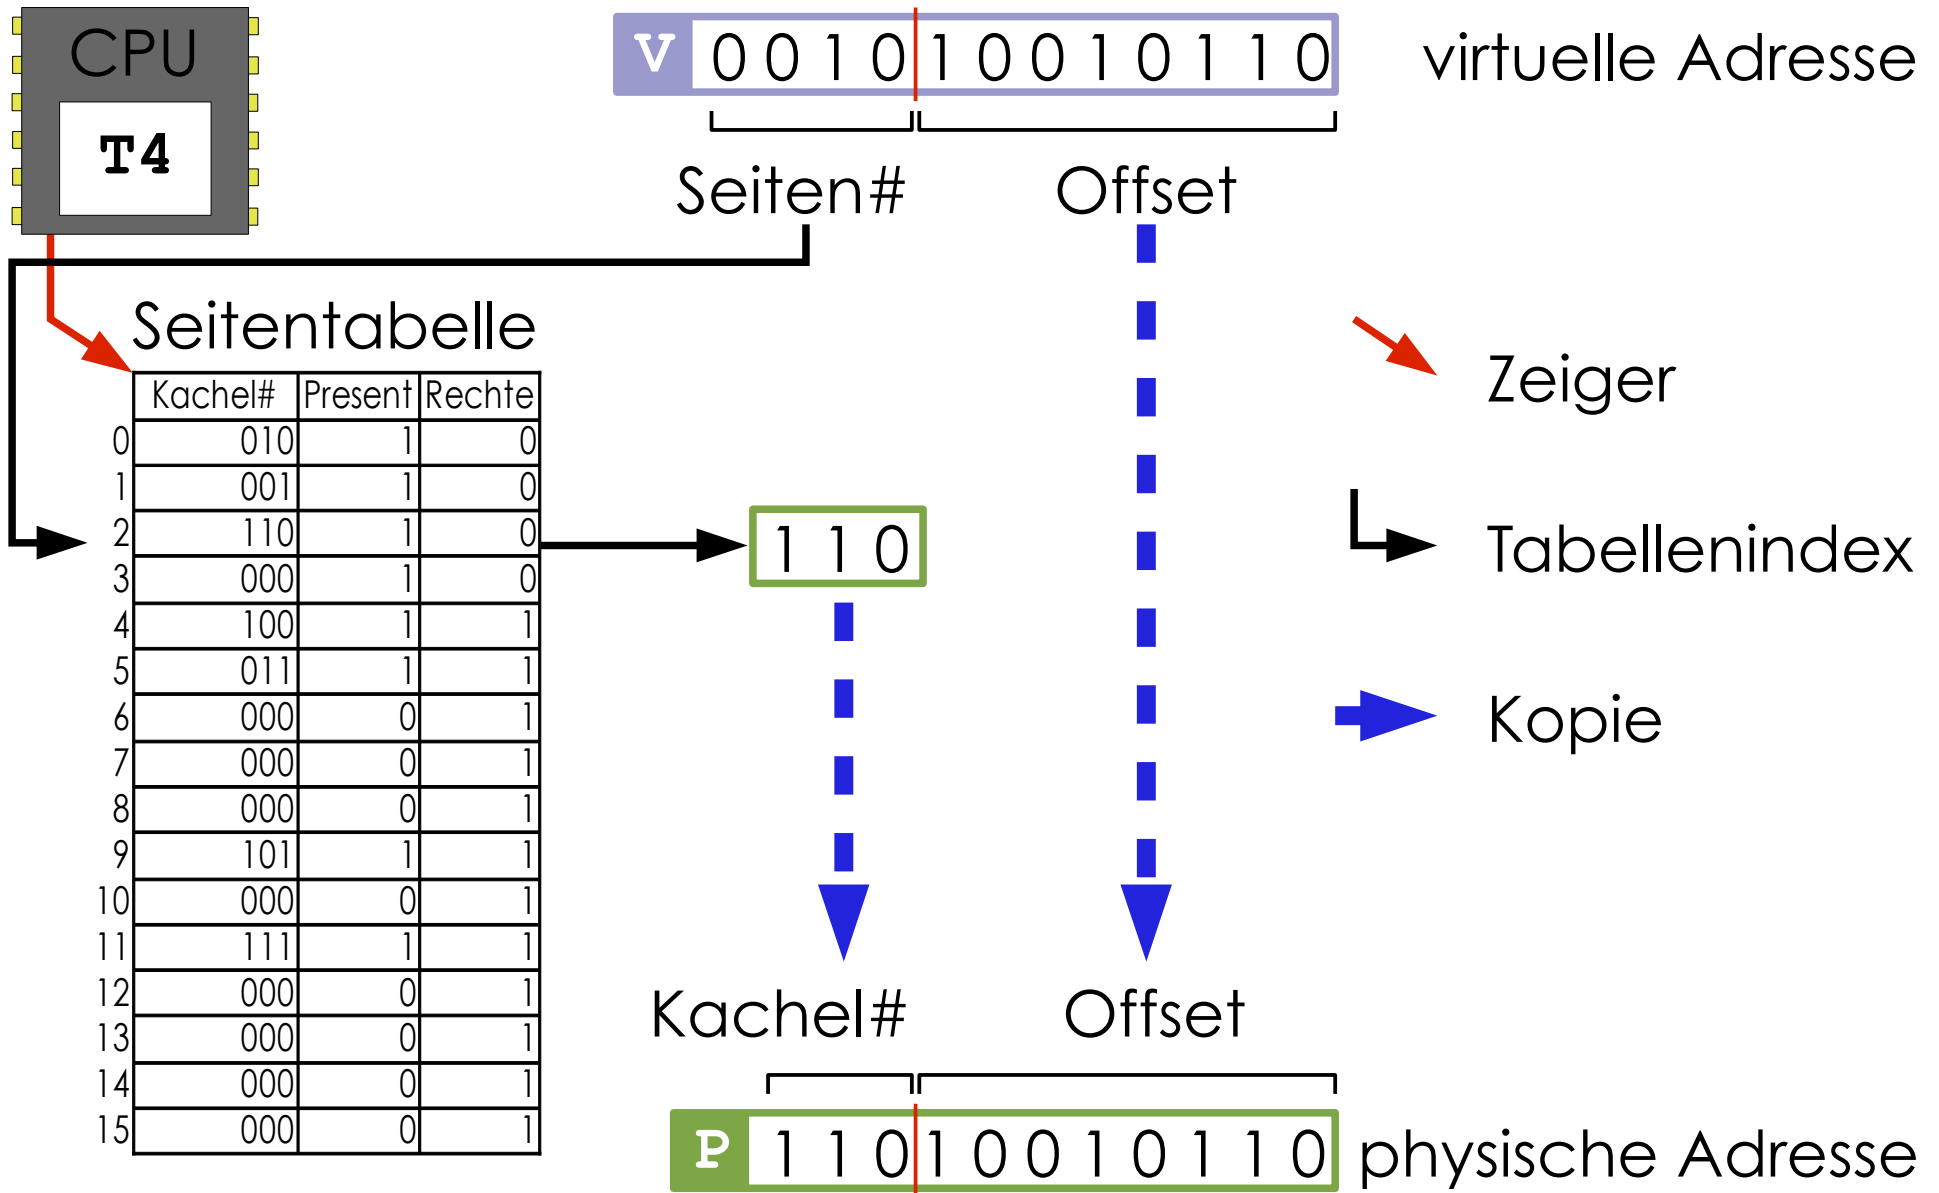 CPU
T4
V 0 0 1 0 1 0 0 1 0 1 1 0 virtuelle Adresse
Seiten# Offset
Seitentabelle
Kachel# Present Rechte
0 010 1 0
1 001 1 0
2 110 1 0
3 000 1 0
4 100 1 1
5 011 1 1
6 000 0 1
7 000 0 1
8 000 0 1
9 101 1 1
10 000 0 1
11 111 1 1
12 000 0 1
13 000 0 1
14 000 0 1
15 000 0 1
1 1 0
Zeiger
Tabellenindex
Kopie
Kachel# Offset
P 1 1 0 1 0 0 1 0 1 1 0 physische Adresse